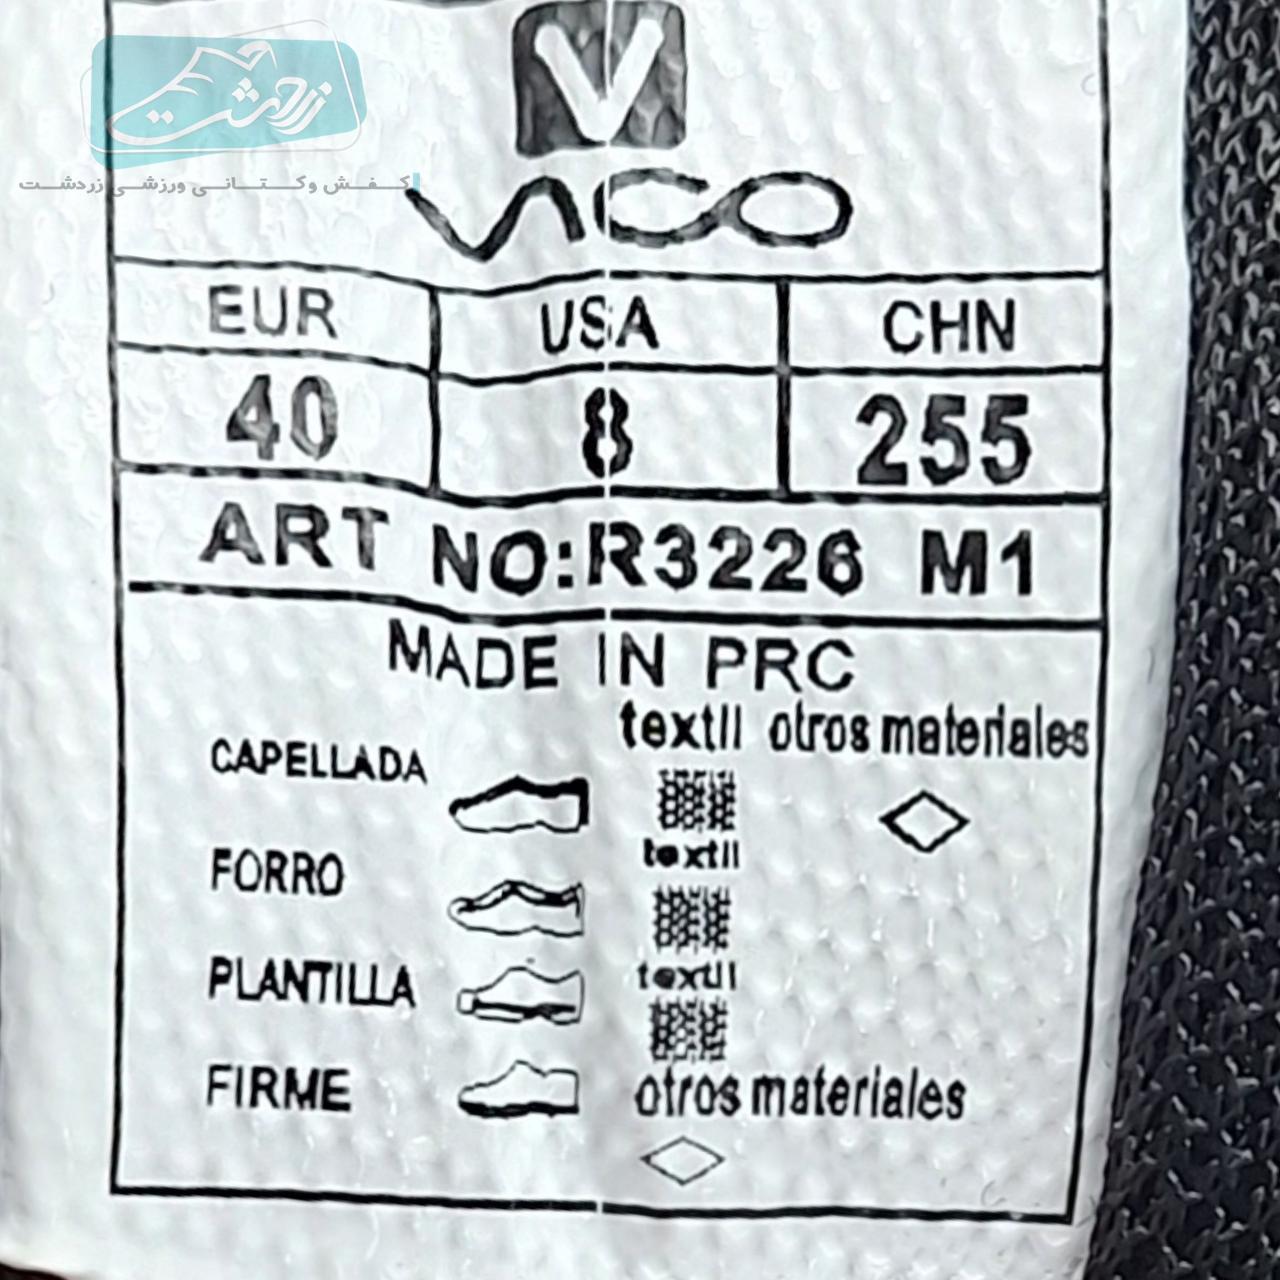 V
زردشت
کفش و کتانی ورزشی زردشت
VICO
EUR USA CHN
40 8 255
ART NO:R3226 M1
MADE IN PRC
textil otros materiales
CAPELLADA
textil
FORRO
textil
PLANTILLA
FIRME otros materiales